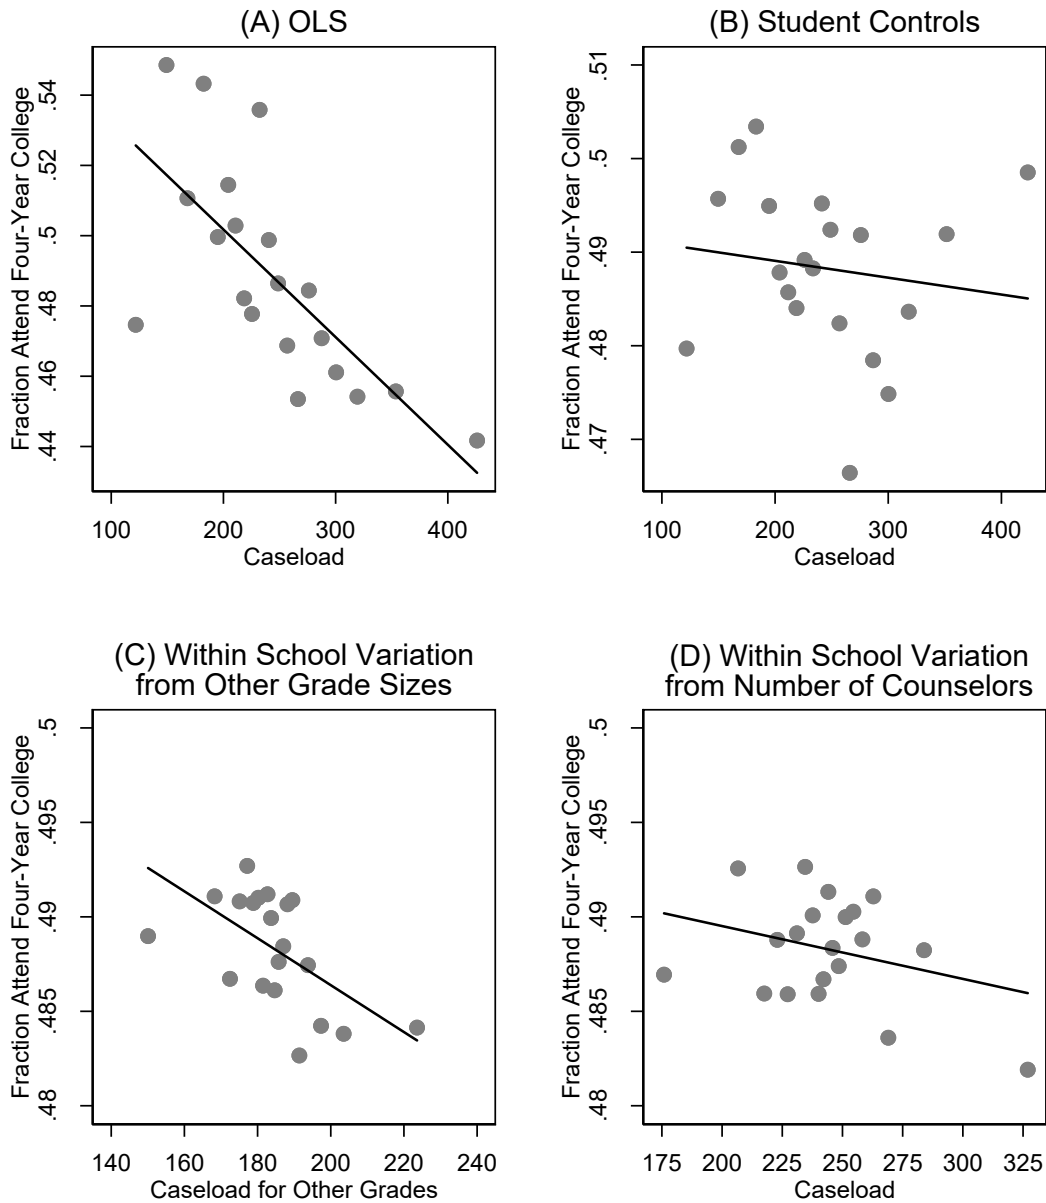 (A) OLS
Fraction Attend Four-Year College
.54
.52
.5
.48
.46
.44
100 200 300 400
Caseload
(B) Student Controls
Fraction Attend Four-Year College
.51
.5
.49
.48
.47
100 200 300 400
Caseload
(C) Within School Variation
from Other Grade Sizes
Fraction Attend Four-Year College
.5
.495
.49
.485
.48
140 160 180 200 220 240
Caseload for Other Grades
(D) Within School Variation
from Number of Counselors
Fraction Attend Four-Year College
.5
.495
.49
.485
.48
175 200 225 250 275 300 325
Caseload